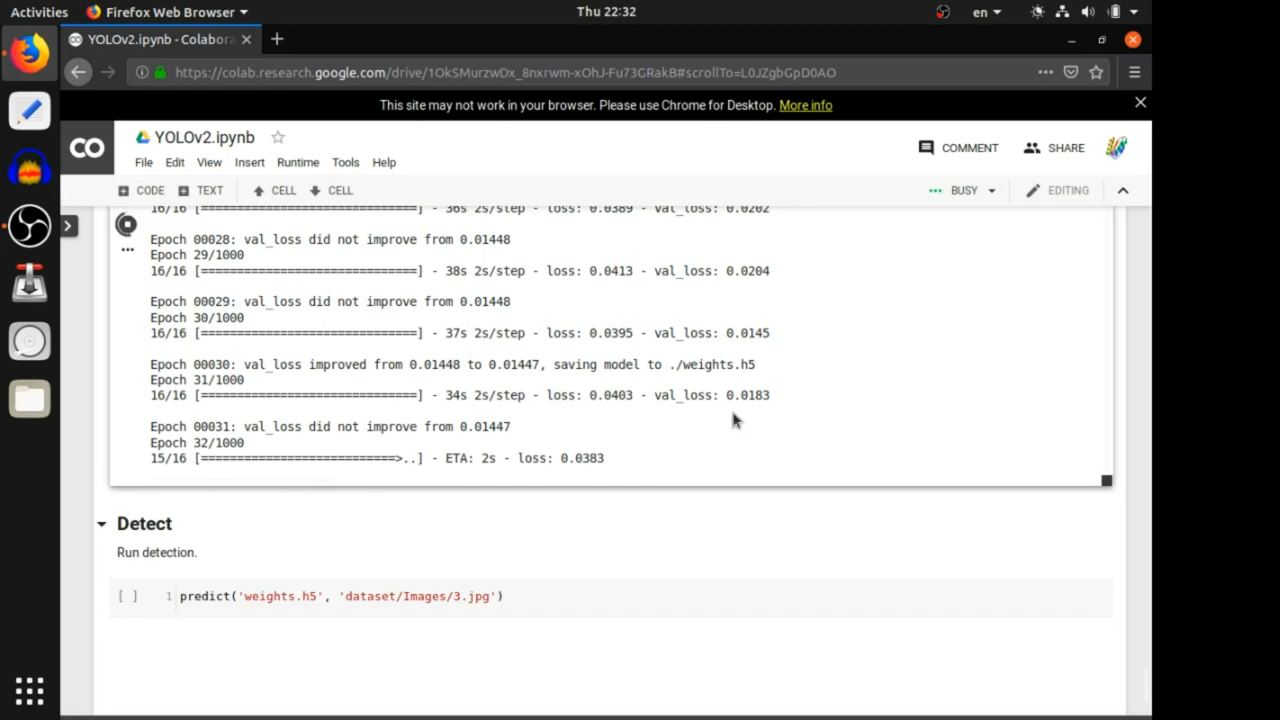 Activities
Firefox Web Browser
Thu 22:32
en
YOLOv2.ipynb - Colabora
https://colab.research.google.com/drive/1OkSMurzwDx_8nxrwm-xOhJ-Fu73GRakB#scrollTo=L0JZgbGpD0AO
This site may not work in your browser. Please use Chrome for Desktop. More info
CO
YOLOv2.ipynb
File Edit View Insert Runtime Tools Help
COMMENT
SHARE
CODE TEXT CELL CELL
BUSY
EDITING
16/16 [==============================] - 36s 2s/step - loss: 0.0389 - val_loss: 0.0202
Epoch 00028: val_loss did not improve from 0.01448
Epoch 29/1000
16/16 [==============================] - 38s 2s/step - loss: 0.0413 - val_loss: 0.0204
Epoch 00029: val_loss did not improve from 0.01448
Epoch 30/1000
16/16 [==============================] - 37s 2s/step - loss: 0.0395 - val_loss: 0.0145
Epoch 00030: val_loss improved from 0.01448 to 0.01447, saving model to ./weights.h5
Epoch 31/1000
16/16 [==============================] - 34s 2s/step - loss: 0.0403 - val_loss: 0.0183
Epoch 00031: val_loss did not improve from 0.01447
Epoch 32/1000
15/16 [===========================>..] - ETA: 2s - loss: 0.0383
Detect
Run detection.
[ ] 1 predict('weights.h5', 'dataset/Images/3.jpg')